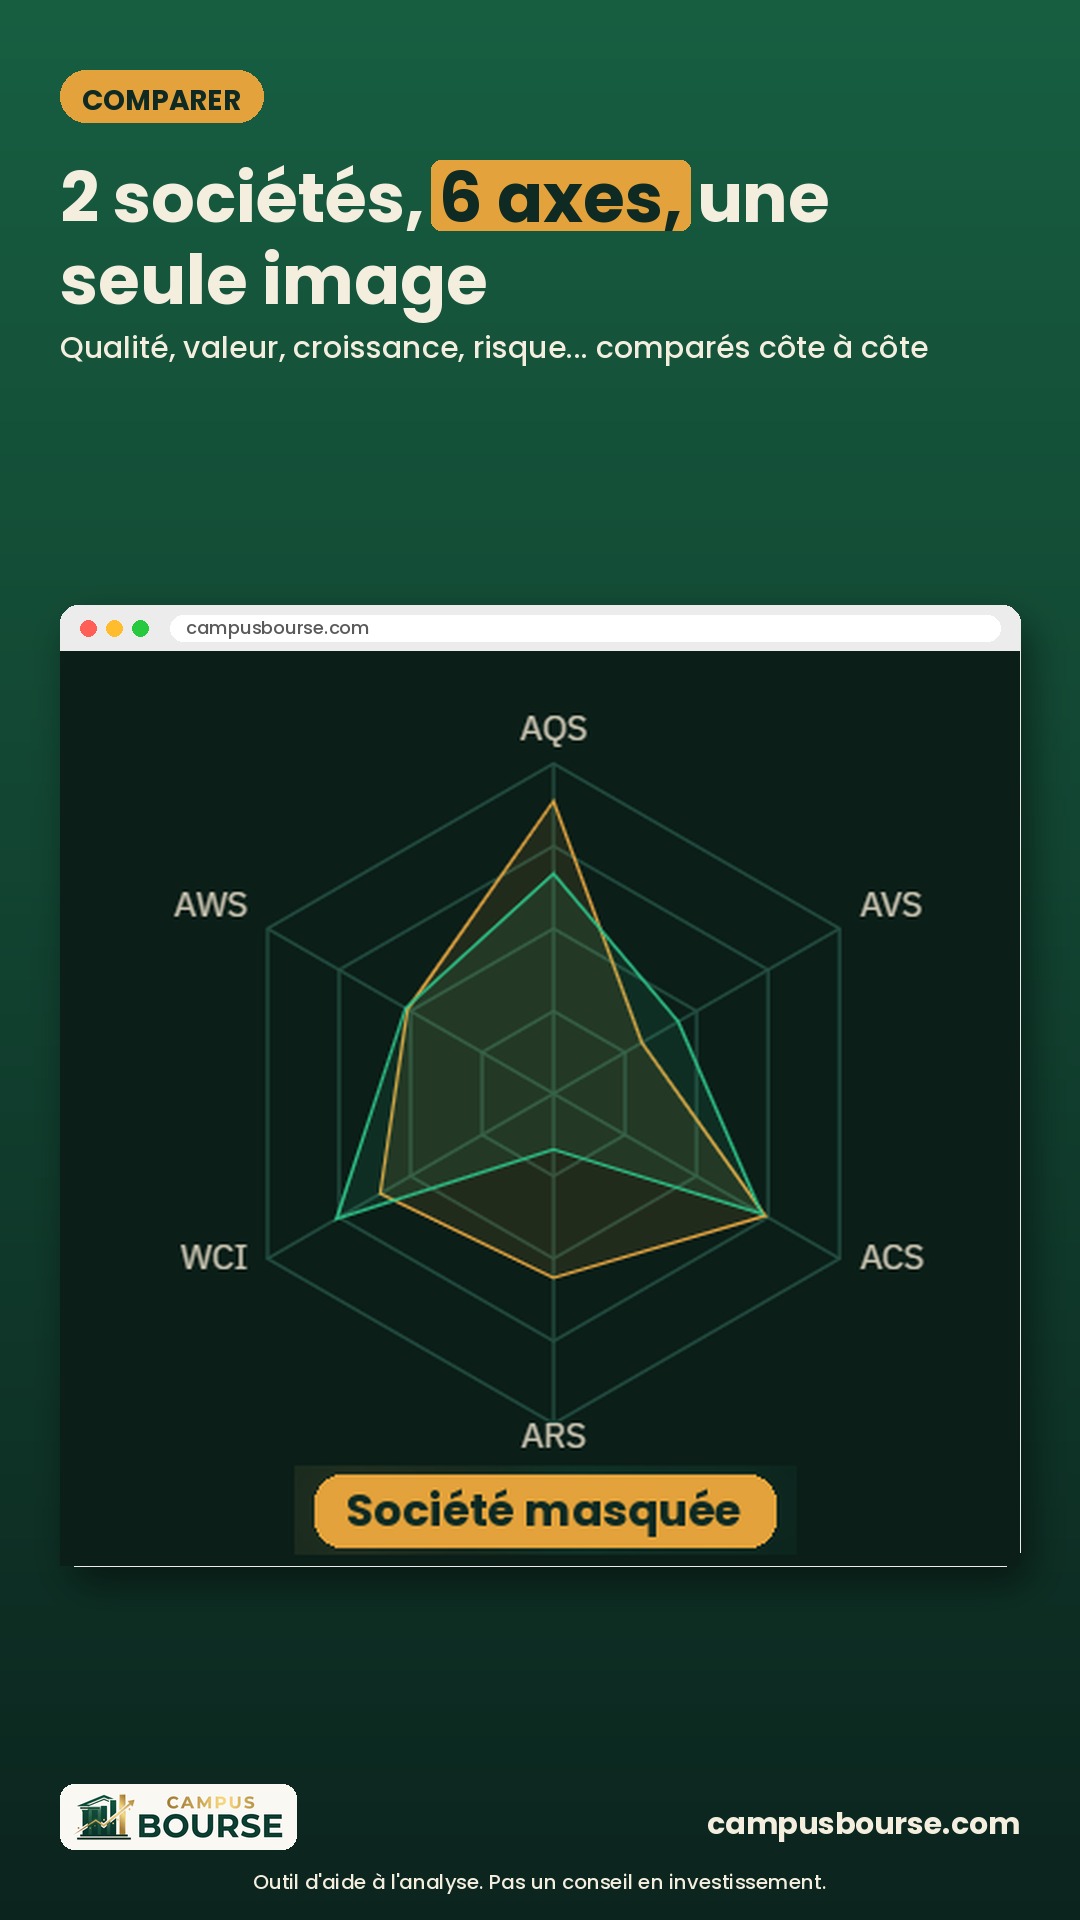 COMPARER
2 sociétés, 6 axes, une
seule image
Qualité, valeur, croissance, risque... comparés côte à côte
campusbourse.com
AQS
AWS
AVS
WCI
ACS
ARS
Société masquée
CAMPUS
BOURSE
campusbourse.com
Outil d'aide à l'analyse. Pas un conseil en investissement.